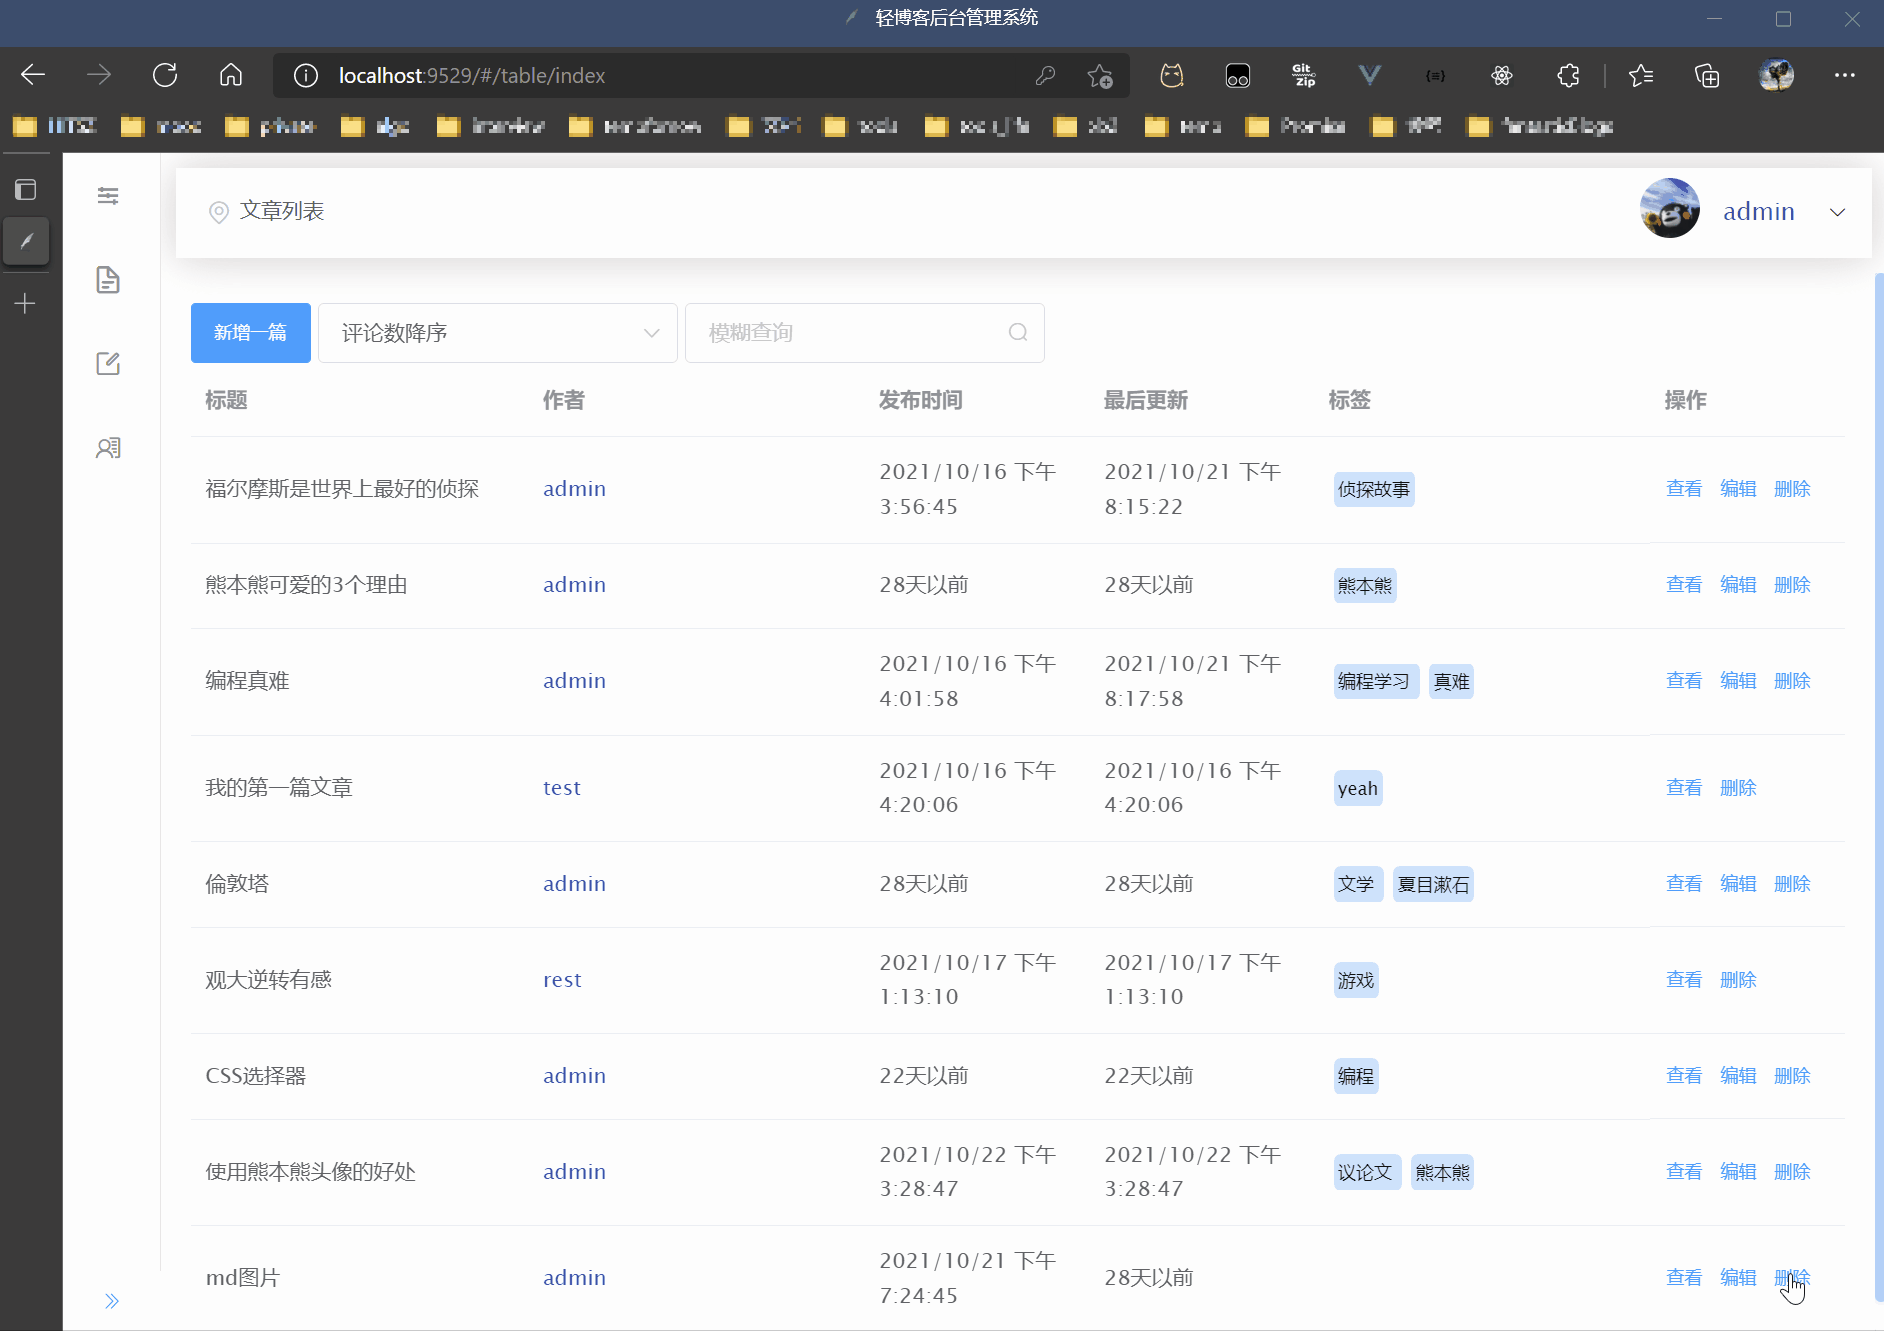 轻博客后台管理系统
localhost:9529/#/table/index
Git Zip
文章列表
admin
新增一篇 评论数降序 模糊查询
标题 作者 发布时间 最后更新 标签 操作
福尔摩斯是世界上最好的侦探 admin 2021/10/16 下午 3:56:45 2021/10/21 下午 8:15:22 侦探故事 查看 编辑 删除
熊本熊可爱的3个理由 admin 28天以前 28天以前 熊本熊 查看 编辑 删除
编程真难 admin 2021/10/16 下午 4:01:58 2021/10/21 下午 8:17:58 编程学习 真难 查看 编辑 删除
我的第一篇文章 test 2021/10/16 下午 4:20:06 2021/10/16 下午 4:20:06 yeah 查看 删除
倫敦塔 admin 28天以前 28天以前 文学 夏目漱石 查看 编辑 删除
观大逆转有感 rest 2021/10/17 下午 1:13:10 2021/10/17 下午 1:13:10 游戏 查看 删除
CSS选择器 admin 22天以前 22天以前 编程 查看 编辑 删除
使用熊本熊头像的好处 admin 2021/10/22 下午 3:28:47 2021/10/22 下午 3:28:47 议论文 熊本熊 查看 编辑 删除
md图片 admin 2021/10/21 下午 7:24:45 28天以前 查看 编辑 删除